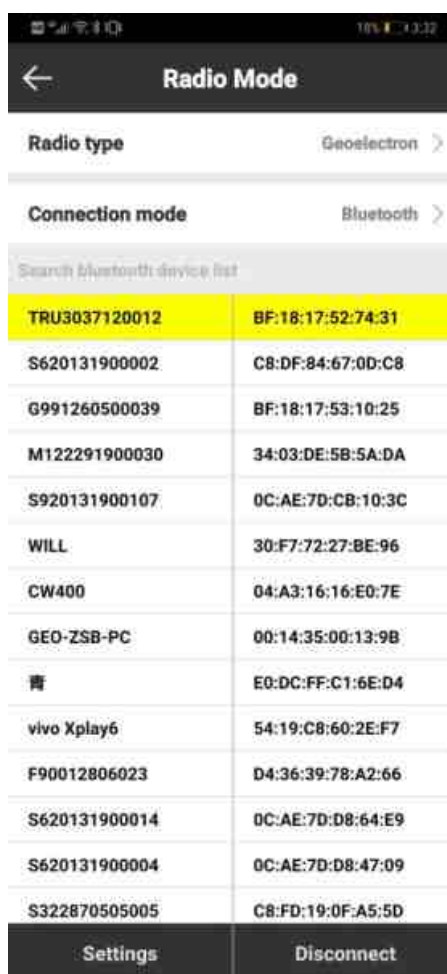 18% 3:32
Radio Mode
Radio type Geoelectron
Connection mode Bluetooth
Search bluetooth device list
TRU3037120012 BF:18:17:52:74:31
S620131900002 C8:DF:84:67:0D:C8
G991260500039 BF:18:17:53:10:25
M122291900030 34:03:DE:5B:5A:DA
S920131900107 0C:AE:7D:CB:10:3C
WILL 30:F7:72:27:BE:96
CW400 04:A3:16:16:E0:7E
GEO-ZSB-PC 00:14:35:00:13:9B
青 E0:DC:FF:C1:6E:D4
vivo Xplay6 54:19:C8:60:2E:F7
F90012806023 D4:36:39:78:A2:66
S620131900014 0C:AE:7D:D8:64:E9
S620131900004 0C:AE:7D:D8:47:09
S322870505005 C8:FD:19:0F:A5:5D
Settings Disconnect